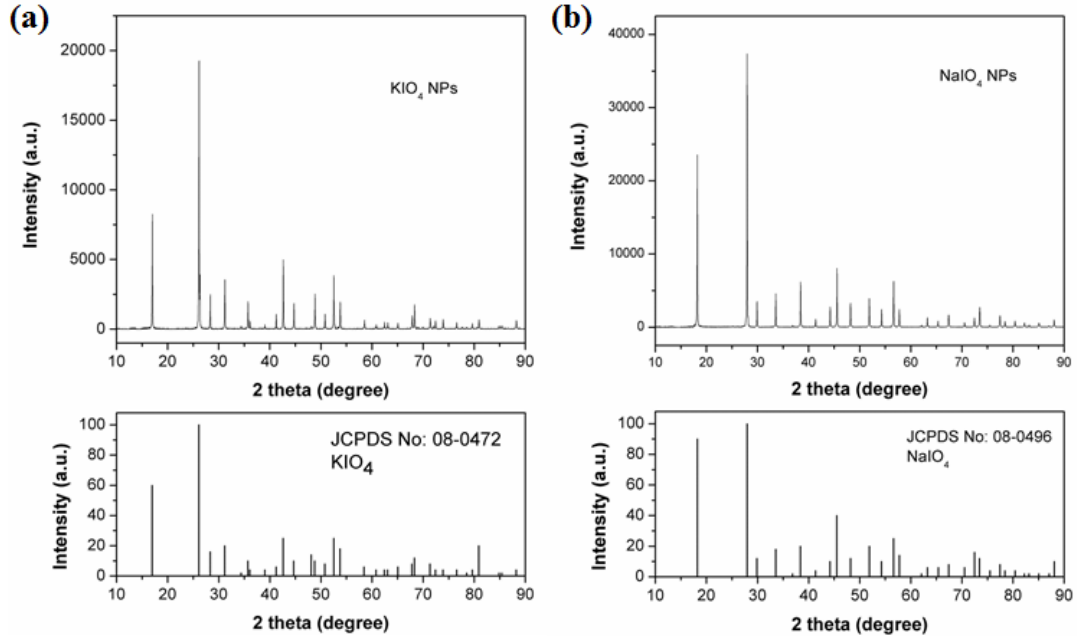 (a)
20000
15000
10000
5000
0
Intensity (a.u.)
KIO₄ NPs
10 20 30 40 50 60 70 80 90
2 theta (degree)
100
80
60
40
20
0
Intensity (a.u.)
JCPDS No: 08-0472
KIO₄
10 20 30 40 50 60 70 80 90
2 theta (degree)
(b)
40000
30000
20000
10000
0
Intensity (a.u.)
NaIO₄ NPs
10 20 30 40 50 60 70 80 90
2 theta (degree)
100
80
60
40
20
0
Intensity (a.u.)
JCPDS No: 08-0496
NaIO₄
10 20 30 40 50 60 70 80 90
2 theta (degree)